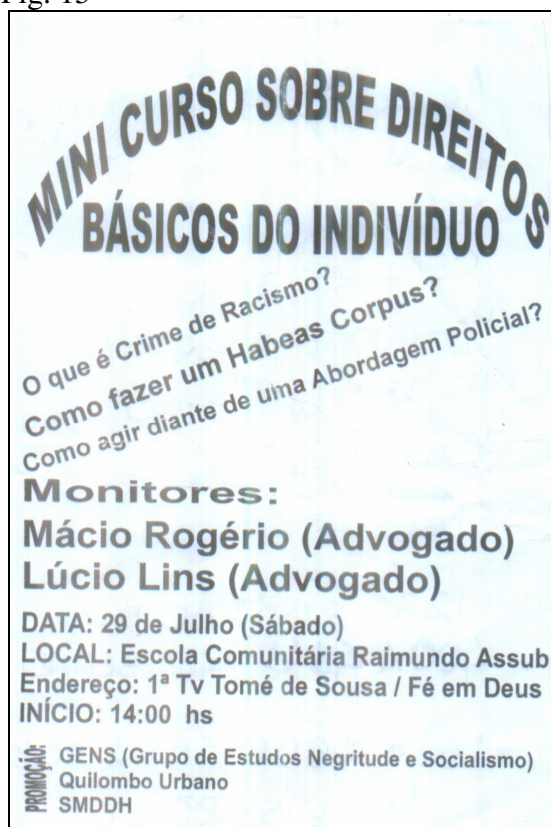 Fig. 13
MINI CURSO SOBRE DIREITOS
BÁSICOS DO INDIVÍDUO
O que é Crime de Racismo?
Como fazer um Habeas Corpus?
Como agir diante de uma Abordagem Policial?
Monitores:
Mácio Rogério (Advogado)
Lúcio Lins (Advogado)
DATA: 29 de Julho (Sábado)
LOCAL: Escola Comunitária Raimundo Assub
Endereço: 1ª Tv Tomé de Sousa / Fé em Deus
INÍCIO: 14:00 hs
PROMOÇÃO:
GENS (Grupo de Estudos Negritude e Socialismo)
Quilombo Urbano
SMDDH